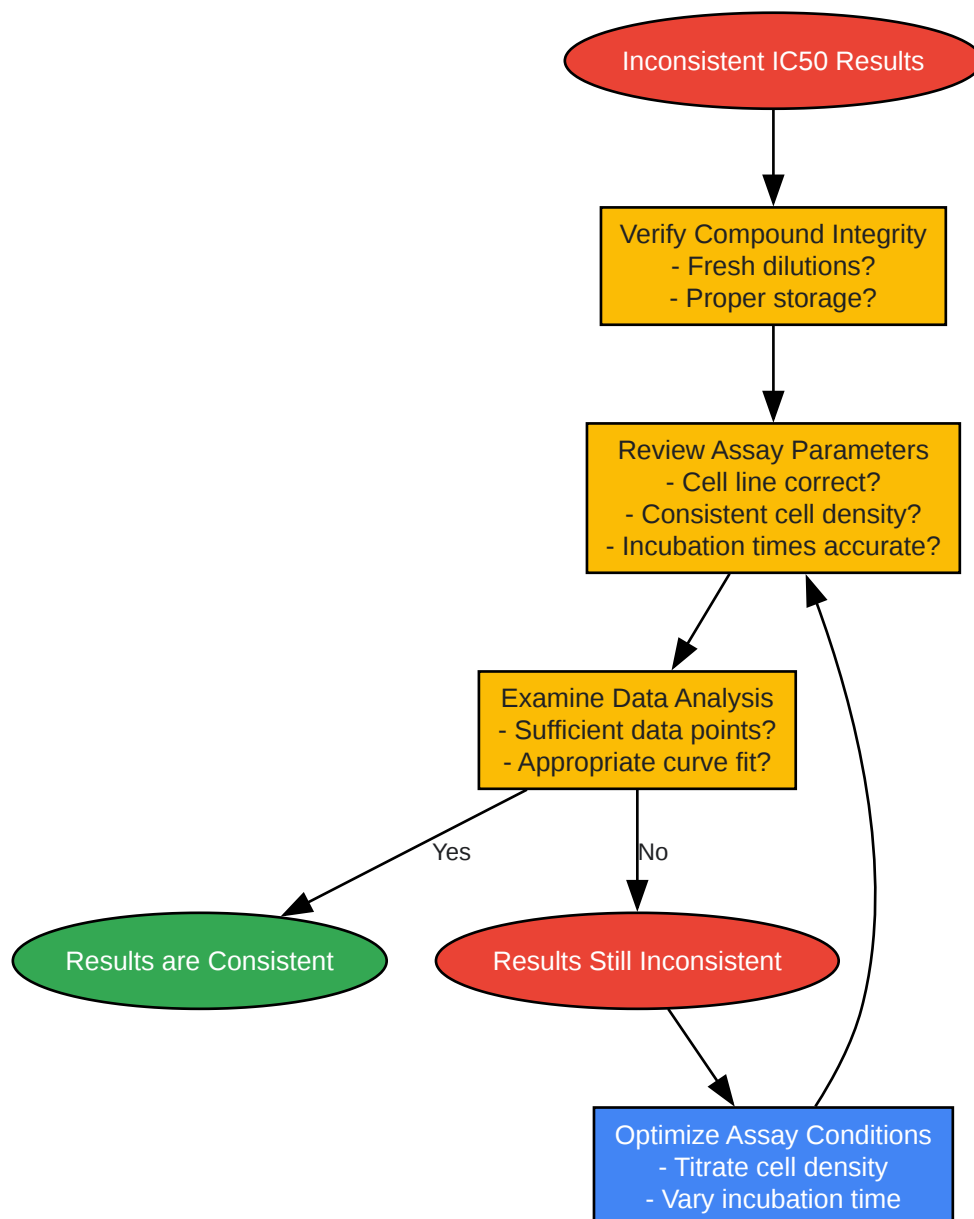 Inconsistent IC50 Results
Verify Compound Integrity
- Fresh dilutions?
- Proper storage?
Review Assay Parameters
- Cell line correct?
- Consistent cell density?
- Incubation times accurate?
Examine Data Analysis
- Sufficient data points?
- Appropriate curve fit?
Yes
No
Results are Consistent
Results Still Inconsistent
Optimize Assay Conditions
- Titrate cell density
- Vary incubation time